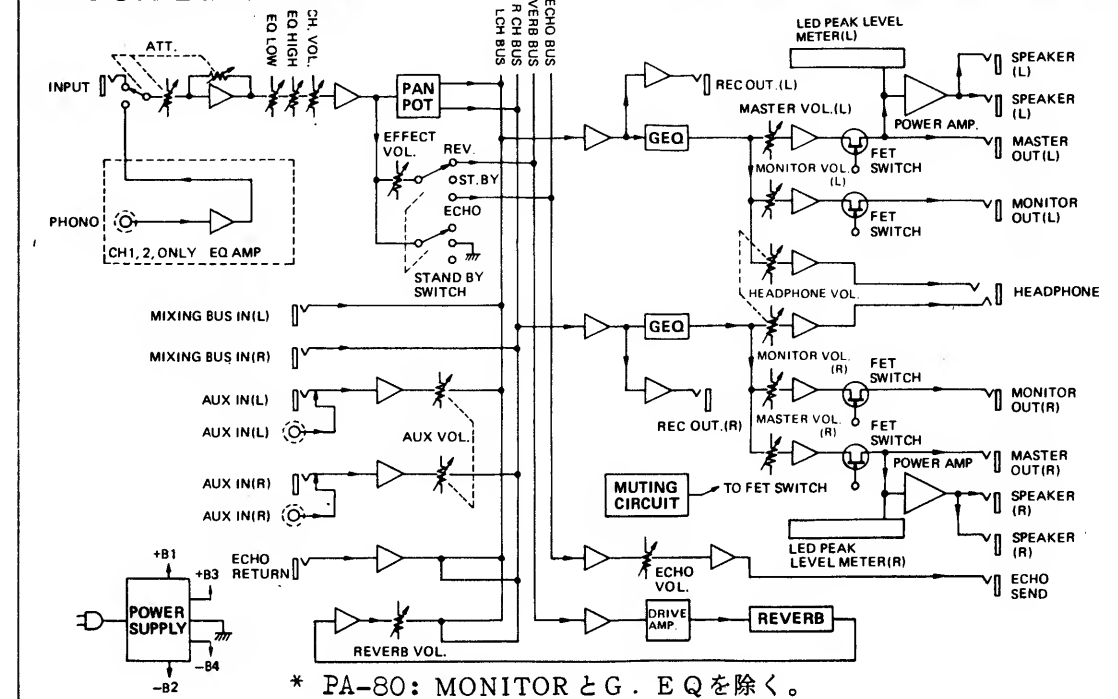 LED PEAK LEVEL
METER(L)
ATT.
EQ LOW
EQ HIGH
CH. VOL.
LCH BUS
R CH BUS
VERB BUS
ECHO BUS
INPUT
PAN
POT
REC OUT.(L)
MASTER VOL.(L)
SPEAKER
(L)
SPEAKER
(L)
POWER AMP.
EFFECT
VOL.
REV.
ST.BY
ECHO
GEQ
FET
SWITCH
MASTER
OUT(L)
MONITOR VOL.
(L)
PHONO
CH1, 2, ONLY EQ AMP
FET
SWITCH
MONITOR
OUT(L)
STAND BY
SWITCH
HEADPHONE VOL.
HEADPHONE
MIXING BUS IN(L)
GEQ
MIXING BUS IN(R)
MONITOR VOL.
(R)
FET
SWITCH
AUX IN(L)
MONITOR
OUT(R)
AUX IN(L)
AUX VOL.
REC OUT.(R)
MASTER VOL.
(R)
FET
SWITCH
POWER AMP
MASTER
OUT(R)
AUX IN(R)
MUTING
CIRCUIT
TO FET SWITCH
SPEAKER
(R)
AUX IN(R)
LED PEAK
LEVEL METER(R)
SPEAKER
(R)
ECHO
RETURN
ECHO
VOL.
ECHO
SEND
+B1
+B3
POWER
SUPPLY
-B4
-B2
REVERB VOL.
DRIVE
AMP.
REVERB
* PA-80: MONITORとG. EQを除く。